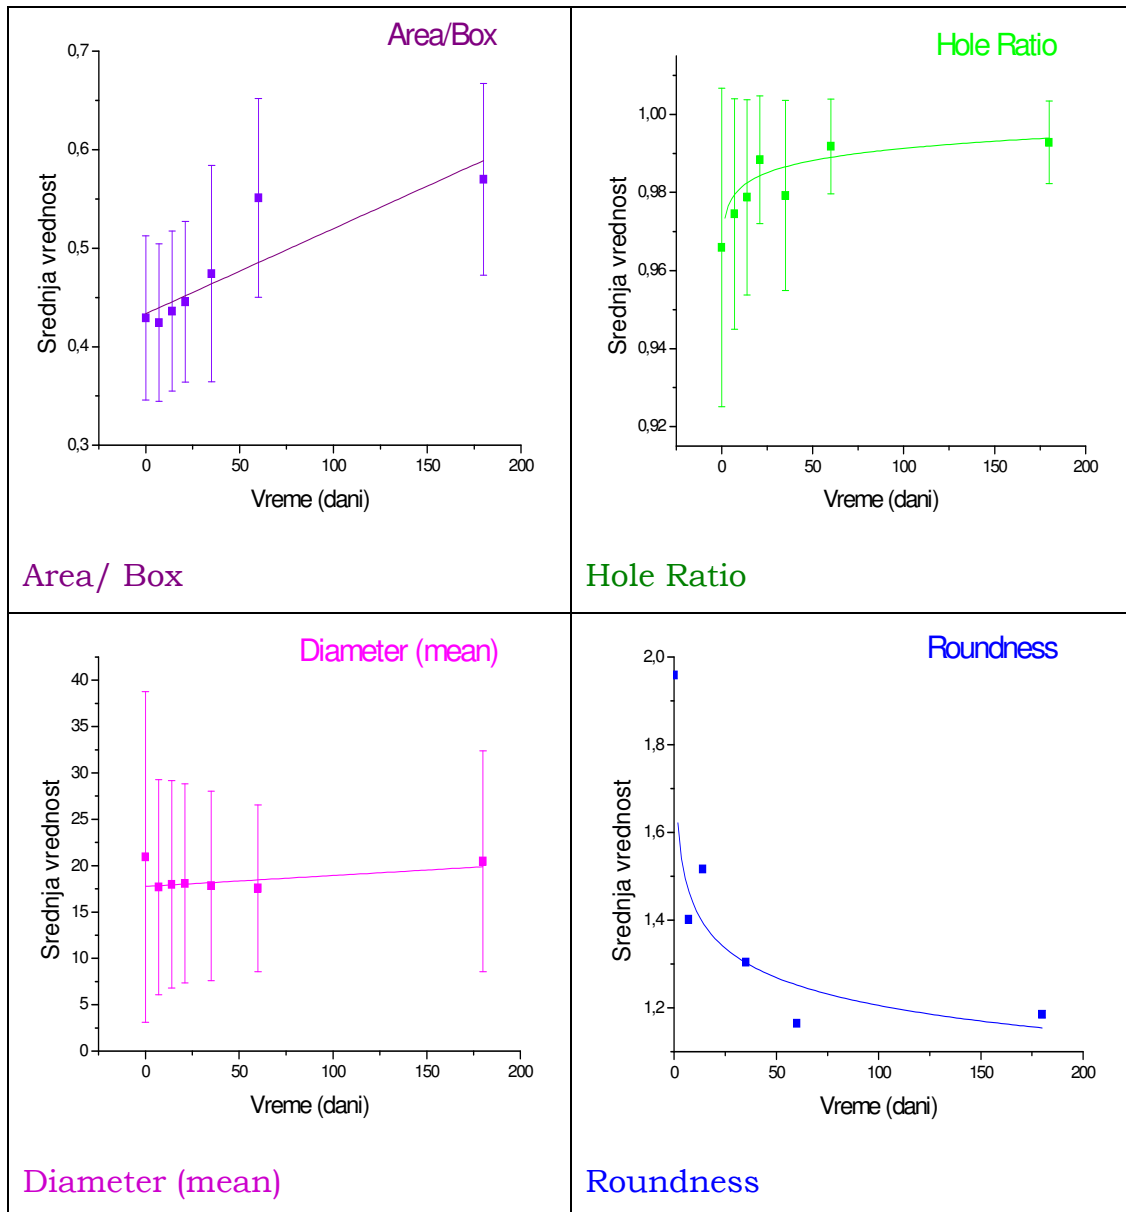 Area/Box
0,7
0,6
0,5
0,4
0,3
Srednja vrednost
0
50
100
150
200
Vreme (dani)
Area/ Box
Hole Ratio
1,00
0,98
0,96
0,94
0,92
Srednja vrednost
0
50
100
150
200
Vreme (dani)
Hole Ratio
Diameter (mean)
40
35
30
25
20
15
10
5
0
Srednja vrednost
0
50
100
150
200
Vreme (dani)
Diameter (mean)
Roundness
2,0
1,8
1,6
1,4
1,2
Srednja vrednost
0
50
100
150
200
Vreme (dani)
Roundness